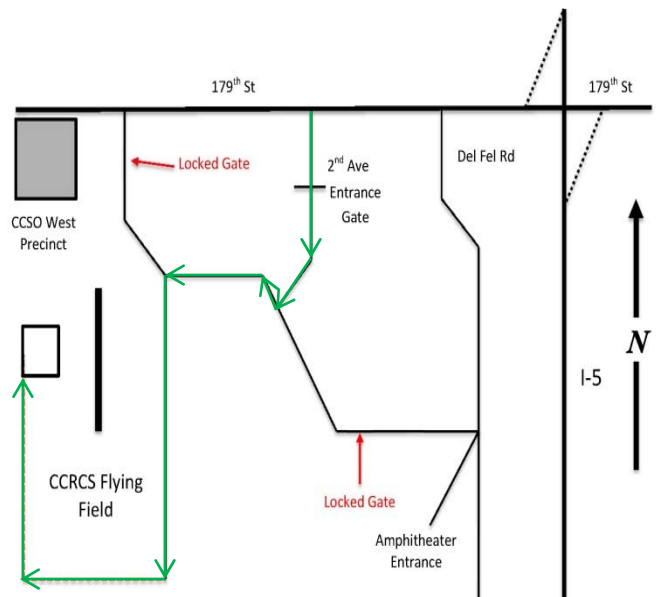 179th St
179th St
Locked Gate
2nd Ave
Entrance
Gate
Del Fel Rd
CCSO West
Precinct
N
I-5
CCRCS Flying
Field
Locked Gate
Amphitheater
Entrance